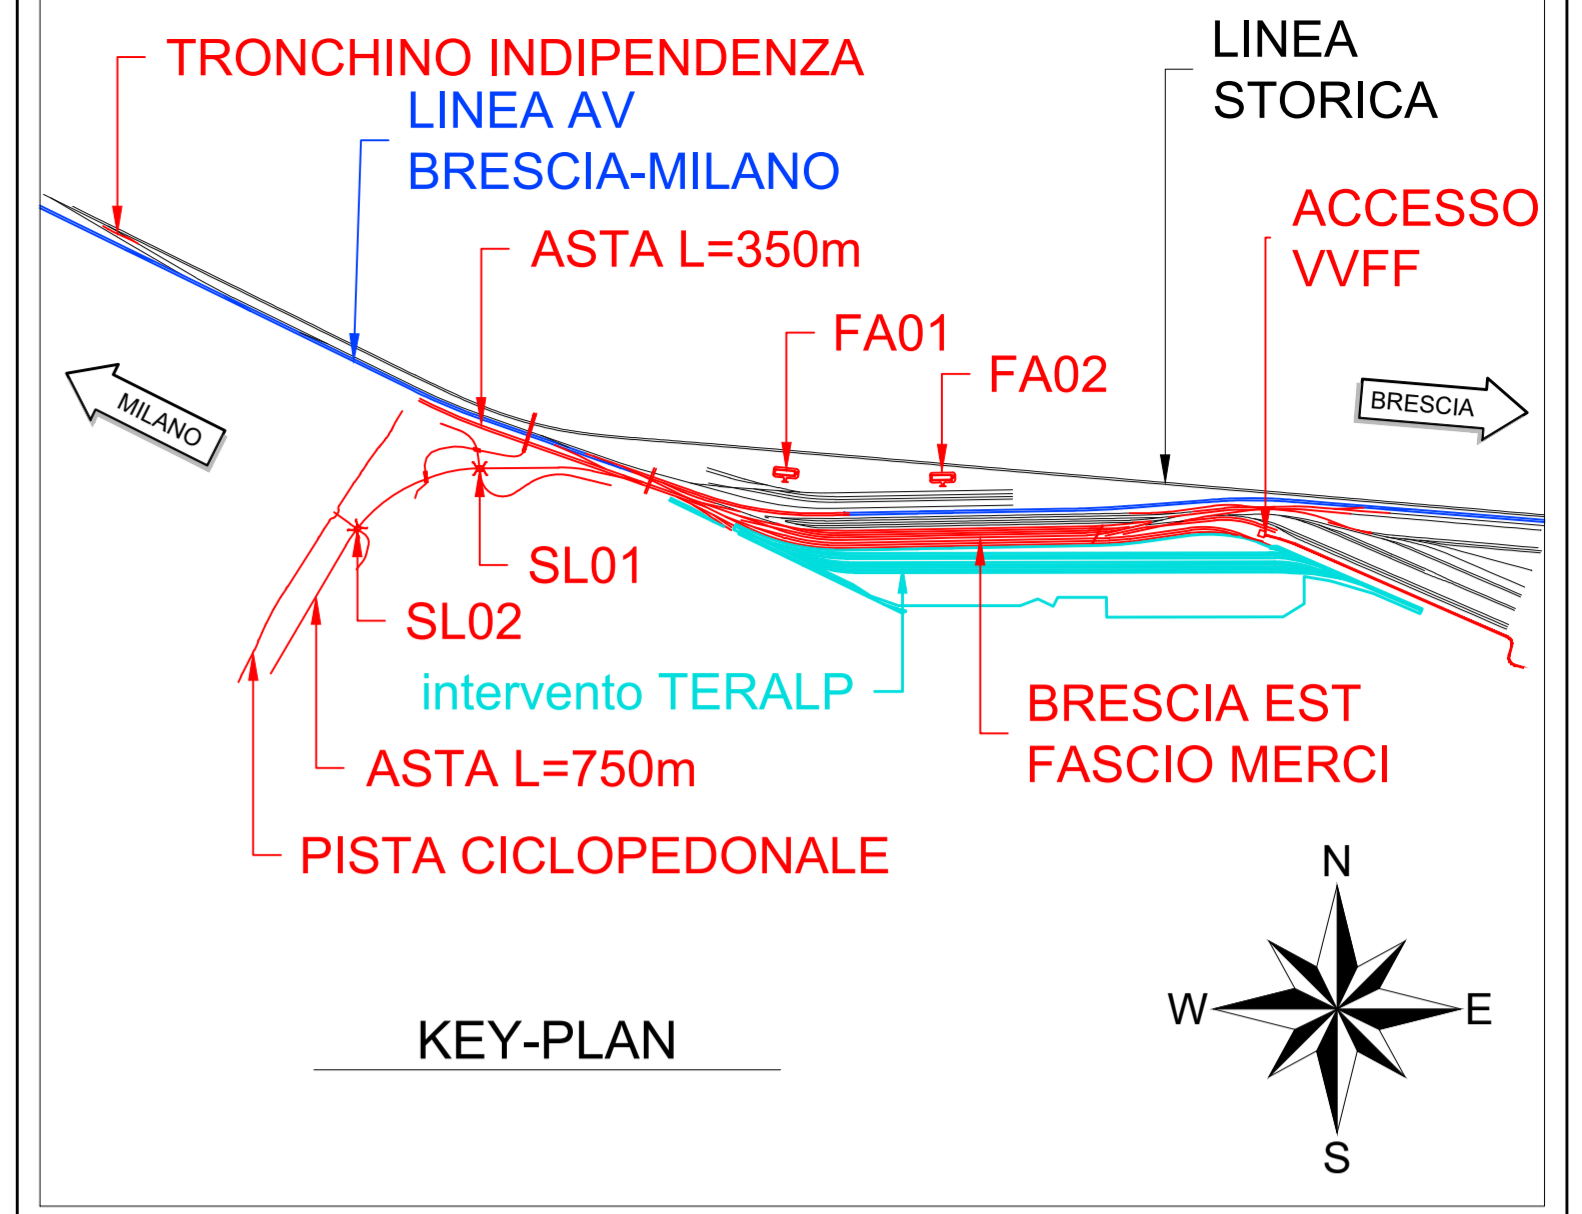 TRONCHINO INDIPENDENZA
LINEA AV
BRESCIA-MILANO
LINEA
STORICA
ASTA L=350m
ACCESSO
VVFF
FA01
FA02
MILANO
BRESCIA
SL01
SL02
intervento TERALP
BRESCIA EST
FASCIO MERCI
ASTA L=750m
PISTA CICLOPEDONALE
KEY-PLAN
N
W
E
S